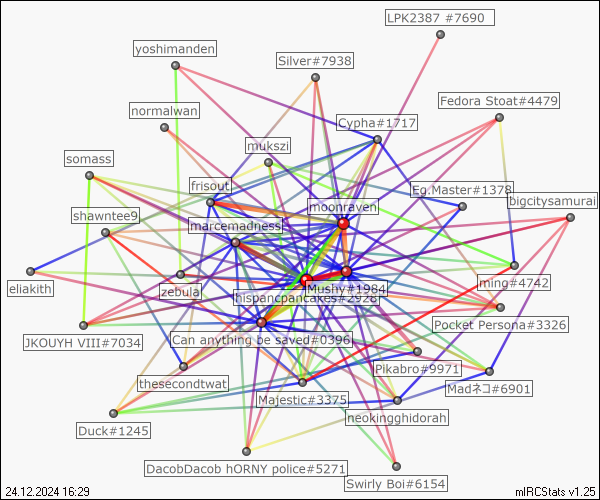 LPK2387 #7690
yoshimanden
Silver#7938
Fedora Stoat#4479
normalwan
Cypha#1717
mukszi
somass
frisout
Eg.Master#1378
bigcitysamurai
moonraven
shawntee9
marcemadness
eliakith
zebula
Mushy#1984
ming#4742
hispancpancakes#2928
JKOUYH VIII#7034
Can anything be saved#0396
Pocket Persona#3326
thesecondtwat
Pikabro#9971
Madネコ#6901
Majestic#3375
neokingghidorah
Duck#1245
DacobDacob hORNY police#5271
Swirly Boi#6154
24.12.2024 16:29
mIRCStats v1.25